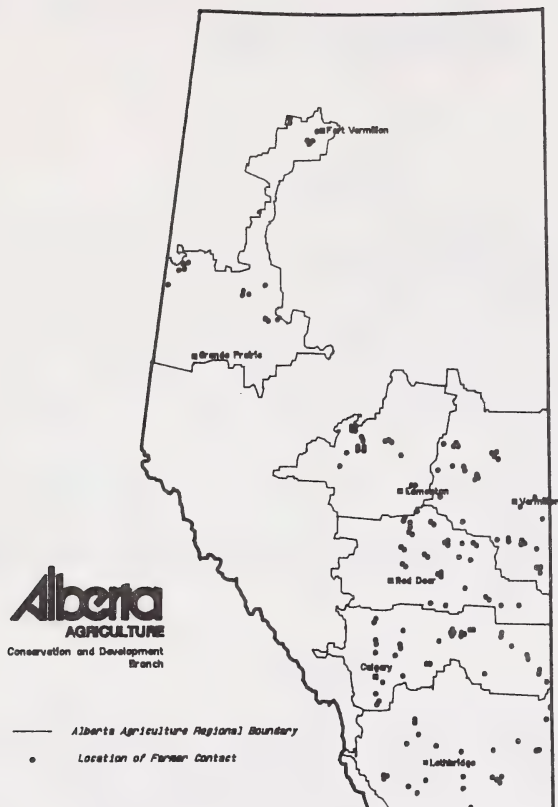 Fort Vermilion
Grande Prairie
Edmonton
Vermilion
Red Deer
Alberta
AGRICULTURE
Conservation and Development
Branch
Calgary
Alberta Agriculture Regional Boundary
Location of Farmer Contact
Lethbridge